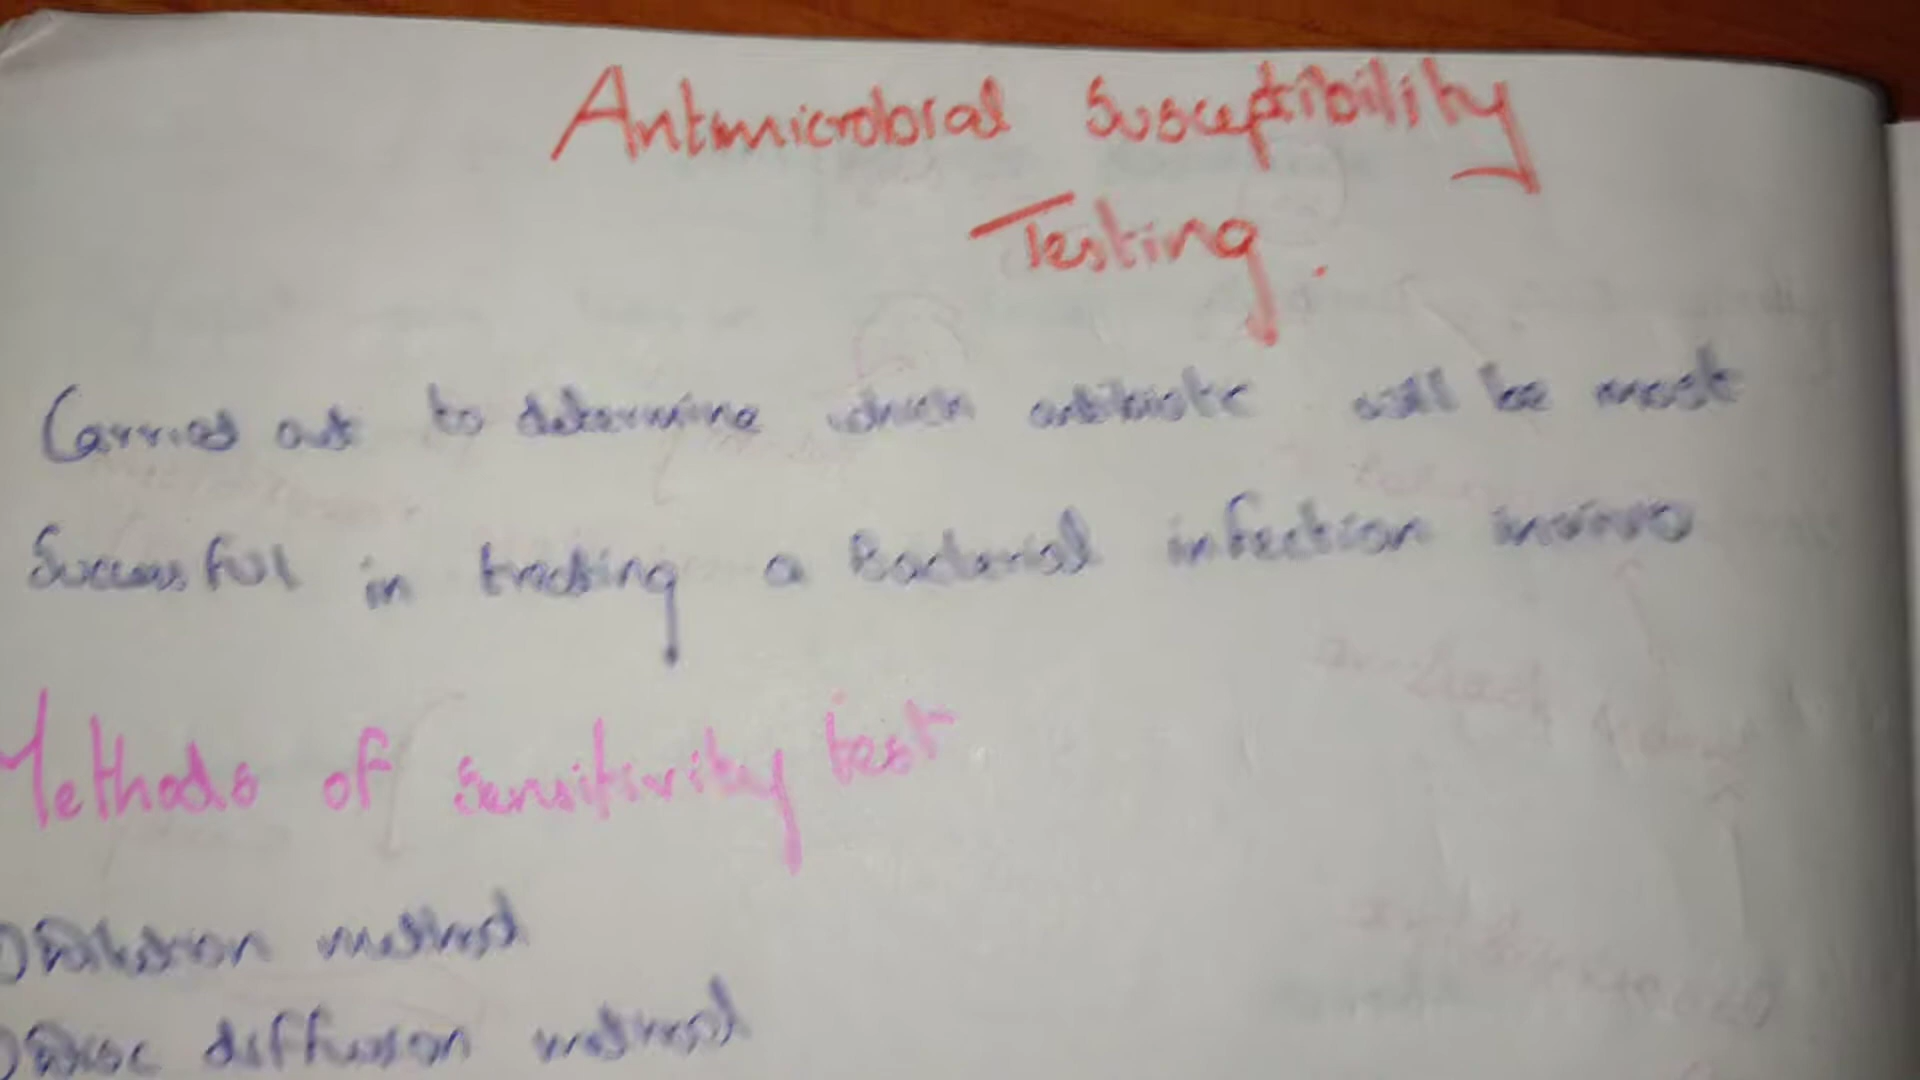 Antimicrobial Susceptibility
Testing.
Carried out to determine which antibiotic will be most
Successful in treating a Bacterial infection invivo
Methods of Sensitivity test
Dilution method
Disc diffusion method